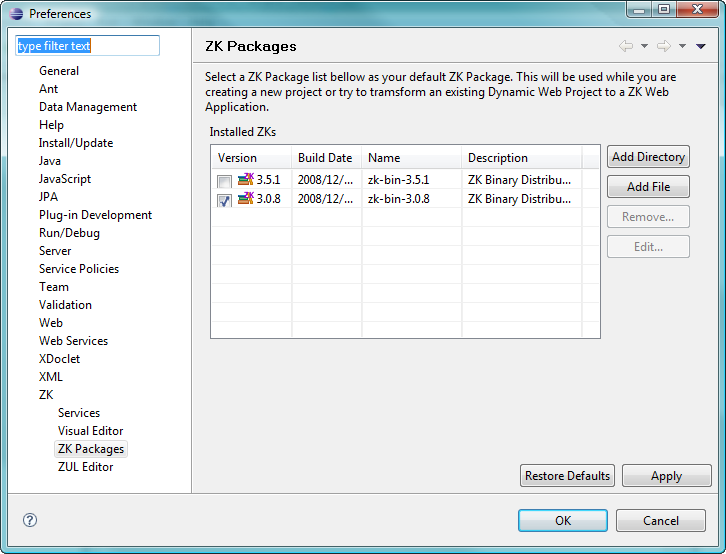 Preferences
type filter text
General
Ant
Data Management
Help
Install/Update
Java
JavaScript
JPA
Plug-in Development
Run/Debug
Server
Service Policies
Team
Validation
Web
Web Services
XDoclet
XML
ZK
Services
Visual Editor
ZK Packages
ZUL Editor
ZK Packages
Select a ZK Package list bellow as your default ZK Package. This will be used while you are
creating a new project or try to transform an existing Dynamic Web Project to a ZK Web
Application.
Installed ZKs
Version Build Date Name Description
ZK 3.5.1 2008/12/... zk-bin-3.5.1 ZK Binary Distribu...
ZK 3.0.8 2008/12/... zk-bin-3.0.8 ZK Binary Distribu...
Add Directory
Add File
Remove...
Edit...
Restore Defaults Apply
? OK Cancel